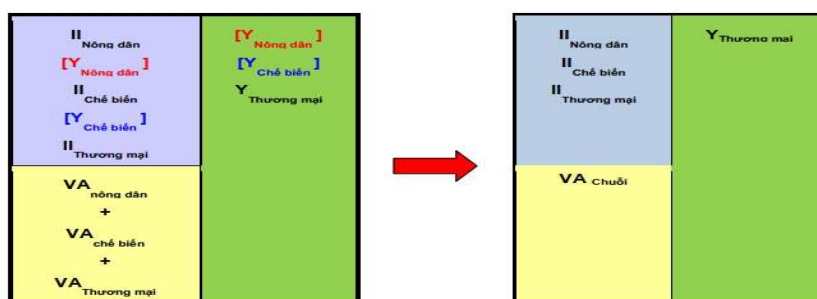 II Nông dân
[Y Nông dân ]
II Chế biến
[Y Chế biến ]
II Thương mại
VA nông dân
+
VA chế biến
+
VA Thương mại
[Y Nông dân ]
[Y Chế biến ]
Y Thương mại
II Nông dân
II Chế biến
II Thương mại
VA Chuỗi
Y Thương mại